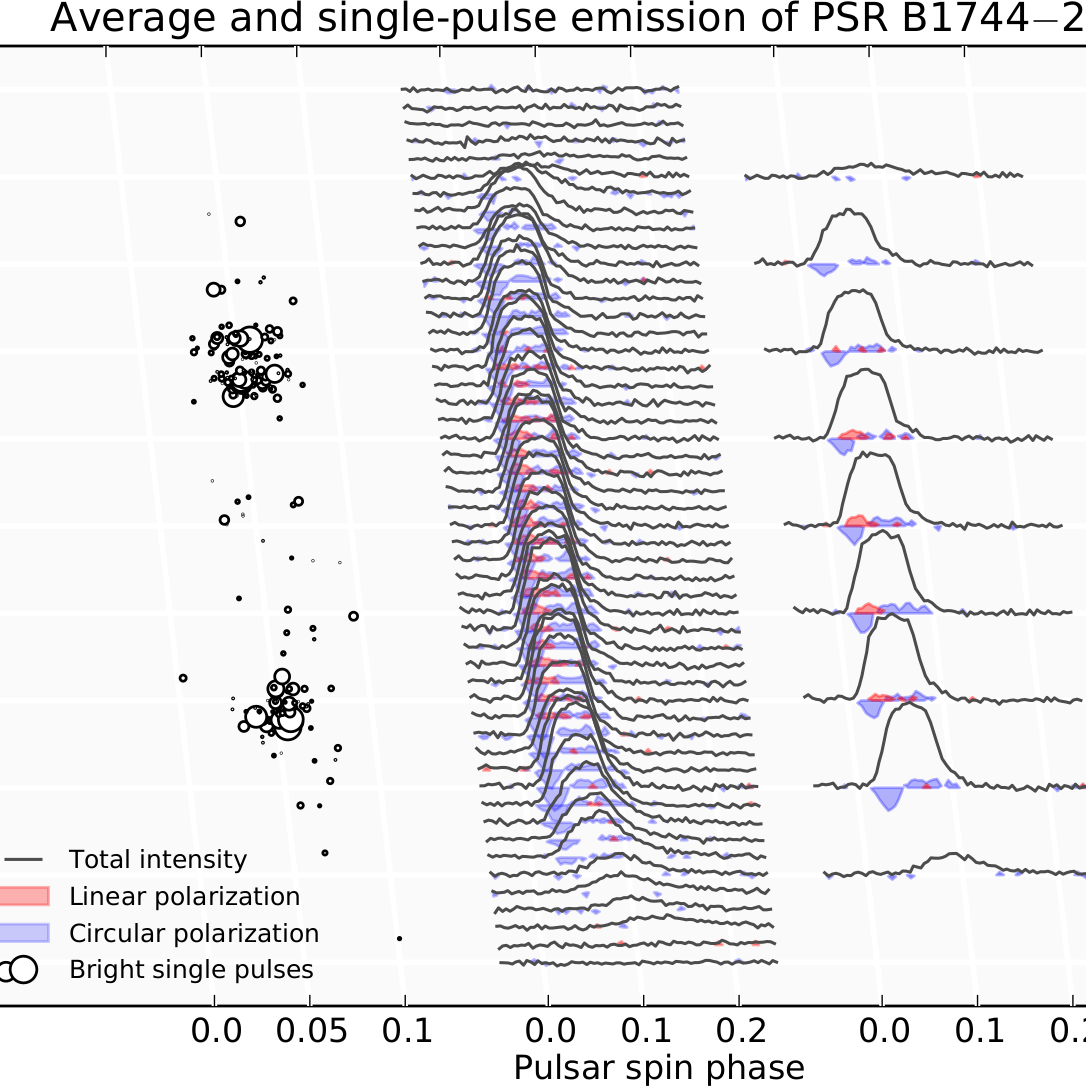 Average and single-pulse emission of PSR B1744−2
Total intensity
Linear polarization
Circular polarization
Bright single pulses
0.0 0.05 0.1 0.0 0.1 0.2 0.0 0.1
Pulsar spin phase